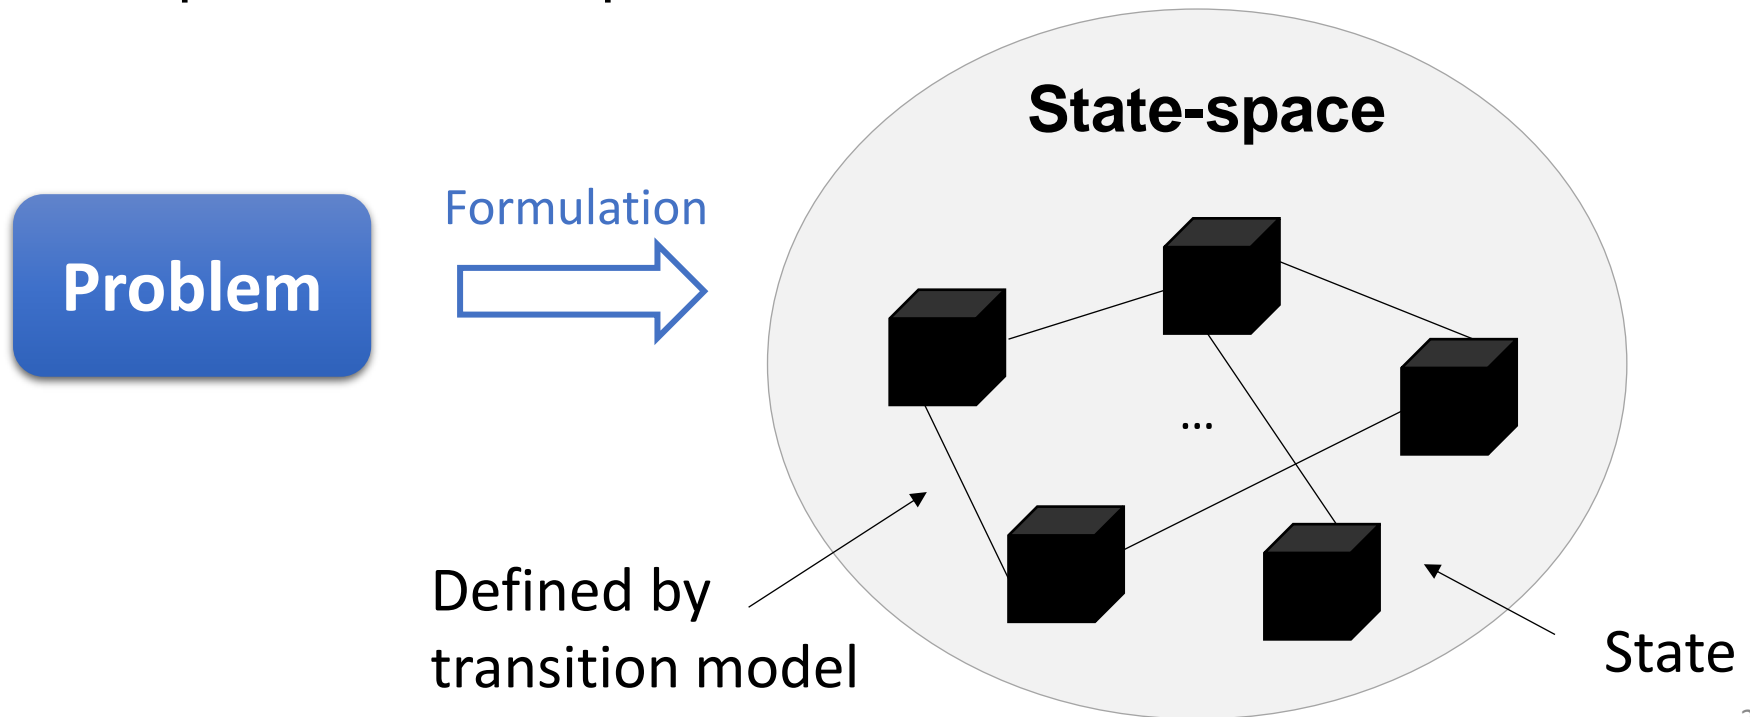 State-space
Formulation
Problem
...
Defined by
transition model
State